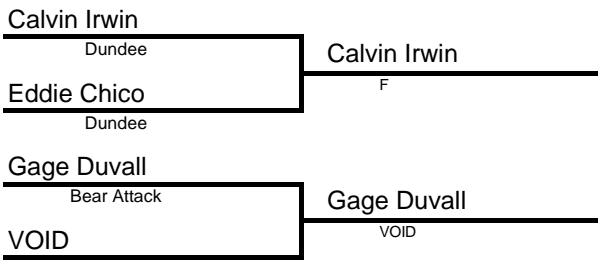 Calvin Irwin
Dundee
Calvin Irwin
F
Eddie Chico
Dundee
Gage Duvall
Bear Attack
Gage Duvall
VOID
VOID